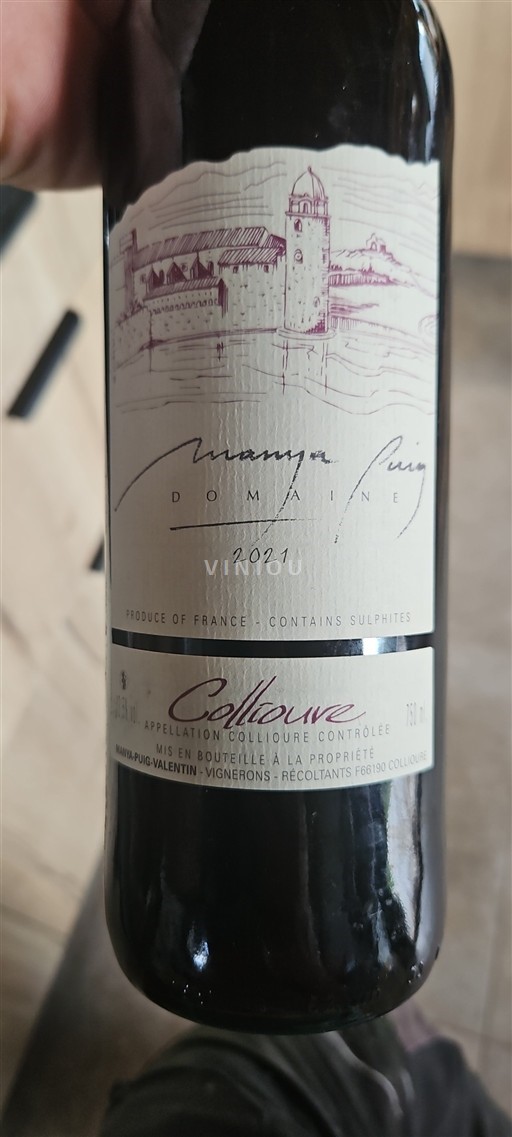 Manya Puig
DOMAINE
2021
VINIOU
PRODUCE OF FRANCE - CONTAINS SULPHITES
Collioure
750 ml
APPELLATION COLLIOURE CONTRÔLÉE
MIS EN BOUTEILLE À LA PROPRIÉTÉ
MANYA-PUIG-VALENTIN - VIGNERONS - RÉCOLTANTS F66190 COLLIOURE